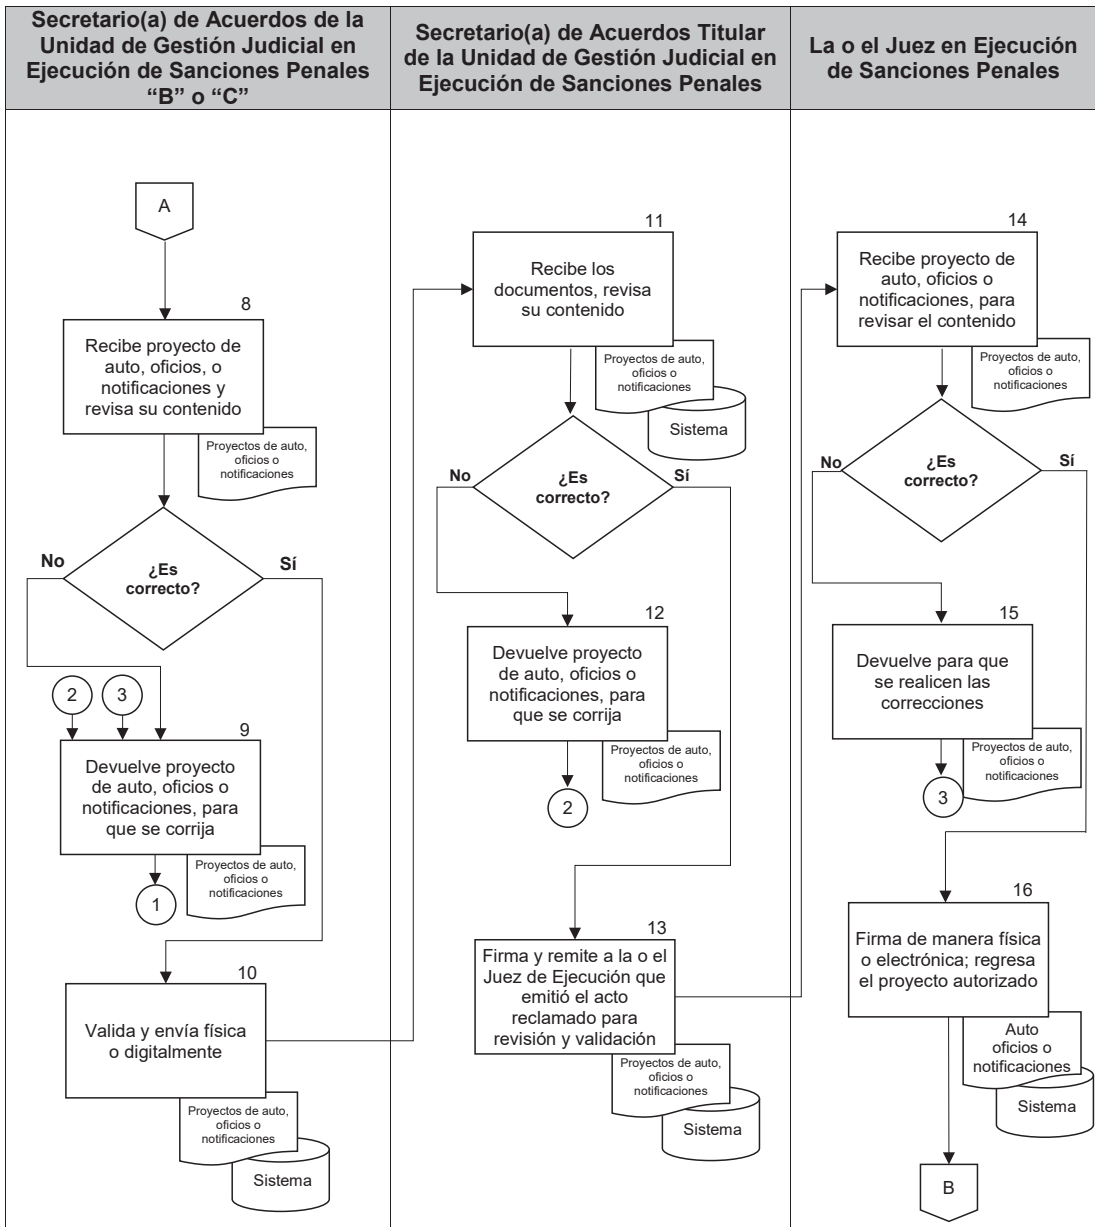 Secretario(a) de Acuerdos de la
Unidad de Gestión Judicial en
Ejecución de Sanciones Penales
“B” o “C”
Secretario(a) de Acuerdos Titular
de la Unidad de Gestión Judicial en
Ejecución de Sanciones Penales
La o el Juez en Ejecución
de Sanciones Penales
A
8
Recibe proyecto de
auto, oficios, o
notificaciones y
revisa su contenido
Proyectos de auto,
oficios o
notificaciones
¿Es
correcto?
No
Sí
2
3
9
Devuelve proyecto
de auto, oficios o
notificaciones, para
que se corrija
Proyectos de auto,
oficios o
notificaciones
1
10
Valida y envía física
o digitalmente
Proyectos de auto,
oficios o
notificaciones
Sistema
11
Recibe los
documentos, revisa
su contenido
Proyectos de auto,
oficios o
notificaciones
Sistema
No
¿Es
correcto?
Sí
12
Devuelve proyecto
de auto, oficios o
notificaciones, para
que se corrija
Proyectos de auto,
oficios o
notificaciones
2
13
Firma y remite a la o el
Juez de Ejecución que
emitió el acto
reclamado para
revisión y validación
Proyectos de auto,
oficios o
notificaciones
Sistema
14
Recibe proyecto de
auto, oficios o
notificaciones, para
revisar el contenido
Proyectos de auto,
oficios o
notificaciones
No
¿Es
correcto?
Sí
15
Devuelve para que
se realicen las
correcciones
Proyectos de auto,
oficios o
notificaciones
3
16
Firma de manera física
o electrónica; regresa
el proyecto autorizado
Auto
oficios o
notificaciones
Sistema
B